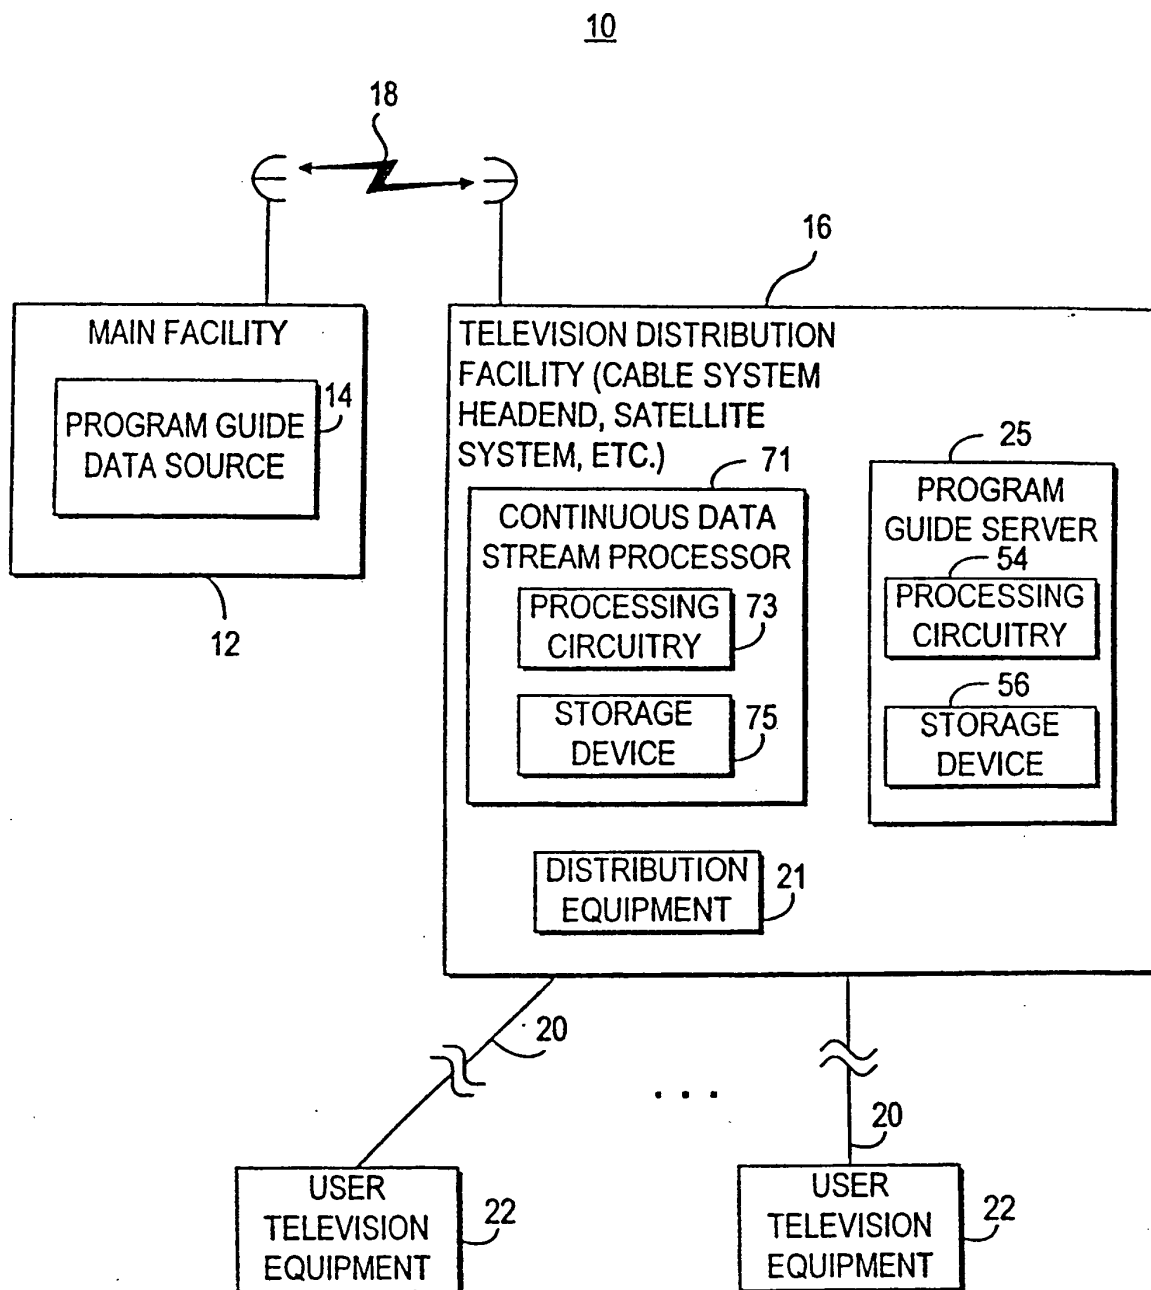 10
18
16
MAIN FACILITY
14
PROGRAM GUIDE
DATA SOURCE
12
TELEVISION DISTRIBUTION
FACILITY (CABLE SYSTEM
HEADEND, SATELLITE
SYSTEM, ETC.)
71
CONTINUOUS DATA
STREAM PROCESSOR
PROCESSING
CIRCUITRY
73
STORAGE
DEVICE
75
25
PROGRAM
GUIDE SERVER
54
PROCESSING
CIRCUITRY
56
STORAGE
DEVICE
DISTRIBUTION
EQUIPMENT
21
20
. . .
20
USER
TELEVISION
EQUIPMENT
22
USER
TELEVISION
EQUIPMENT
22